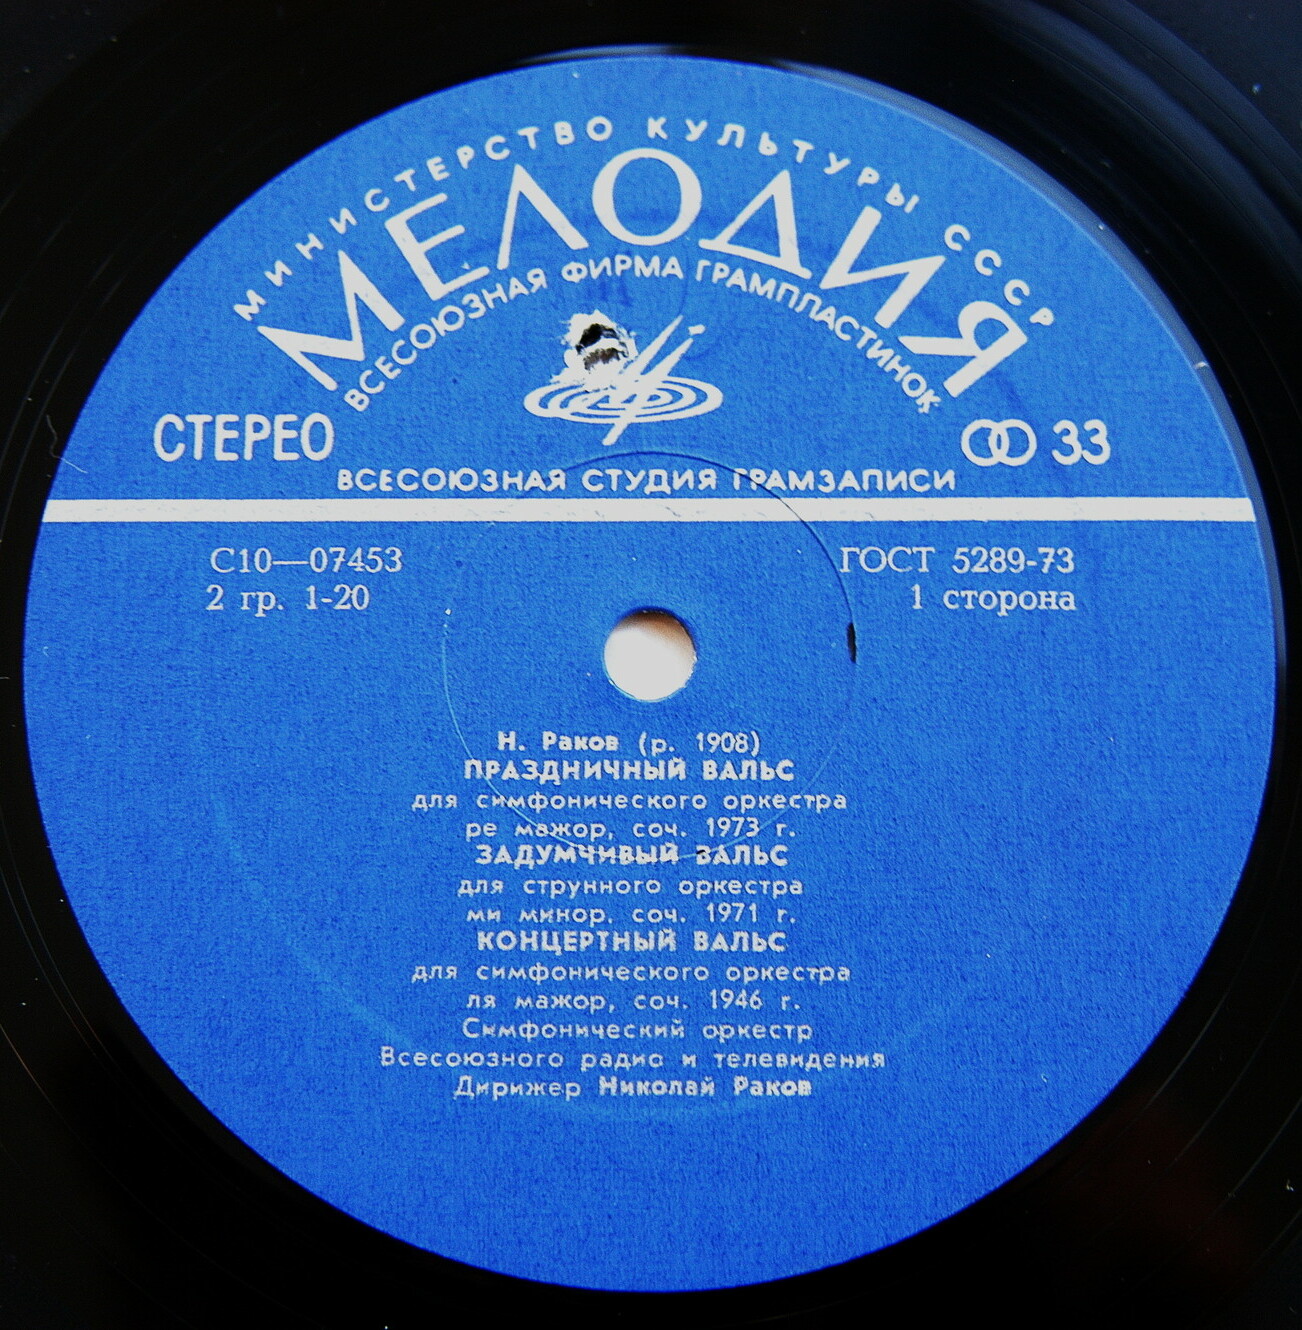 МИНИСТЕРСТВО КУЛЬТУРЫ СССР
МЕЛОДИЯ
ВСЕСОЮЗНАЯ ФИРМА ГРАМПЛАСТИНОК
СТЕРЕО
33
ВСЕСОЮЗНАЯ СТУДИЯ ГРАМЗАПИСИ
С10—07453
ГОСТ 5289-73
2 гр. 1-20
1 сторона
Н. Раков (р. 1908)
ПРАЗДНИЧНЫЙ ВАЛЬС
для симфонического оркестра
ре мажор, соч. 1973 г.
ЗАДУМЧИВЫЙ ВАЛЬС
для струнного оркестра
ми минор, соч. 1971 г.
КОНЦЕРТНЫЙ ВАЛЬС
для симфонического оркестра
ля мажор, соч. 1946 г.
Симфонический оркестр
Всесоюзного радио и телевидения
Дирижер Николай Раков